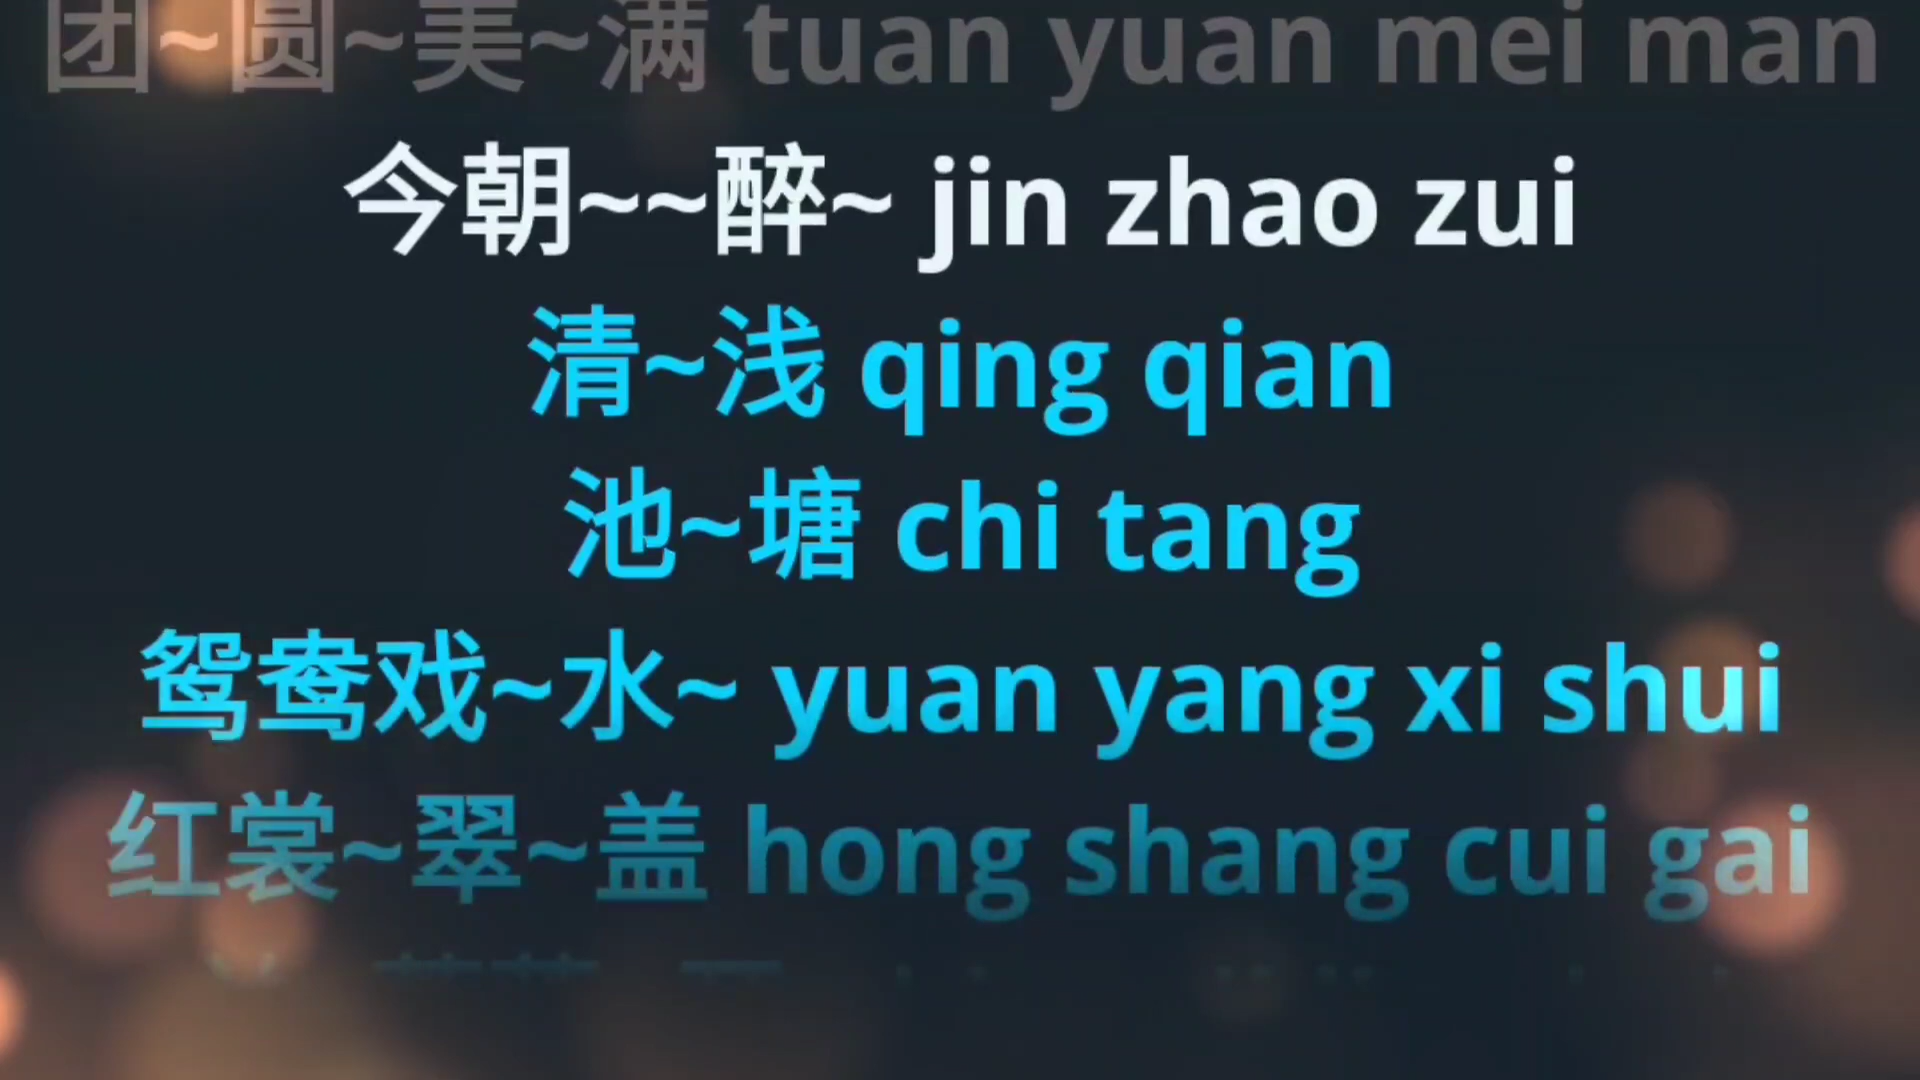 团~圆~美~满 tuan yuan mei man
今朝~~醉~ jin zhao zui
清~浅 qing qian
池~塘 chi tang
鸳鸯戏~水~ yuan yang xi shui
红裳~翠~盖 hong shang cui gai